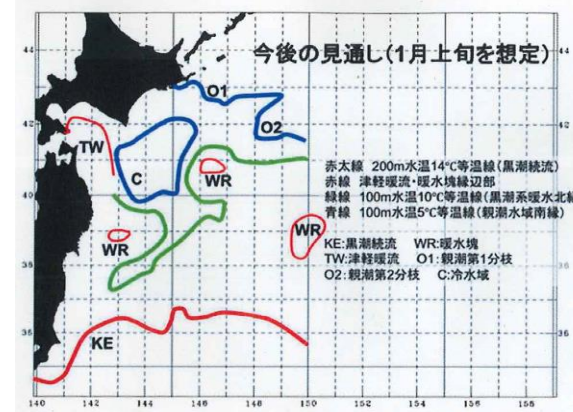 今後の見通し(1月上旬を想定)
44
44
O1
42
O2
42
TW
C
WR
赤太線 200m水温14℃等温線(黒潮続流)
赤線 津軽暖流・暖水塊縁辺部
40
緑線 100m水温10℃等温線(黒潮系暖水北縁
青線 100m水温5℃等温線(親潮水域南縁)
WR
WR
KE:黒潮続流 WR:暖水塊
TW:津軽暖流 O1:親潮第1分枝
O2:親潮第2分枝 C:冷水域
38
36
36
KE
140 142 144 146 148 150 152 154 156 158